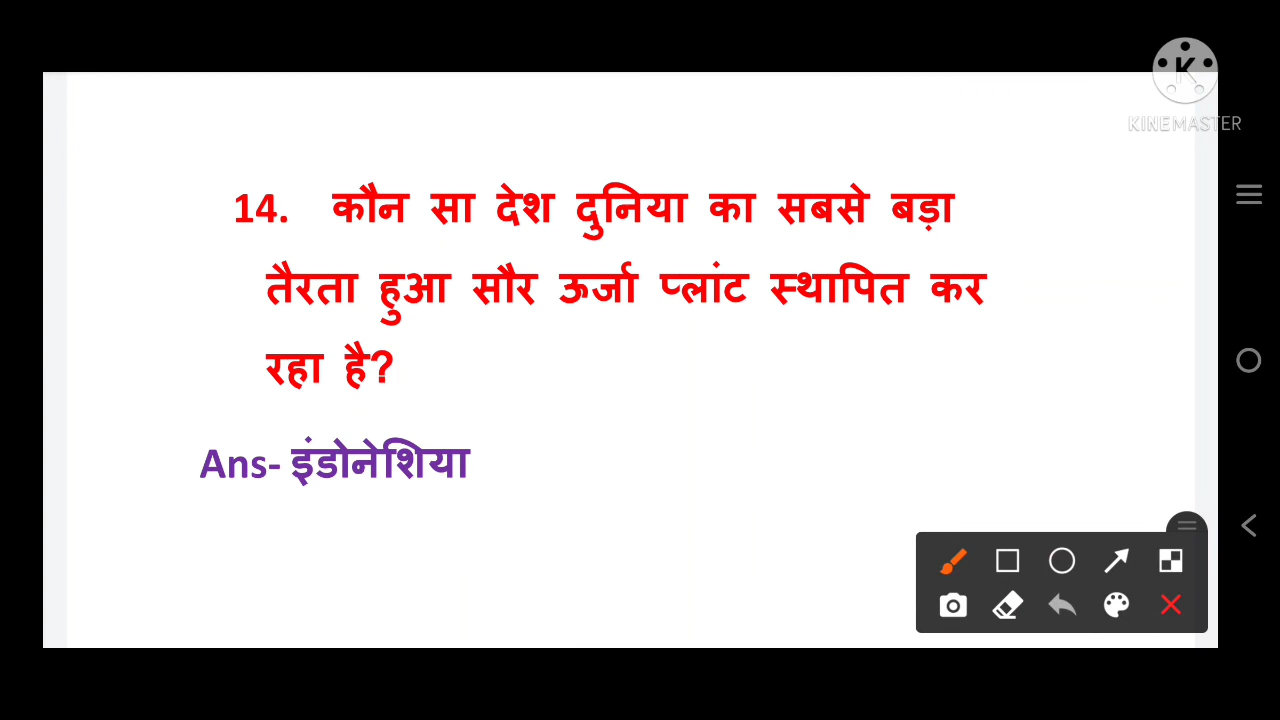 KINEMASTER
14. कौन सा देश दुनिया का सबसे बड़ा
तैरता हुआ सौर ऊर्जा प्लांट स्थापित कर
रहा है?
Ans- इंडोनेशिया